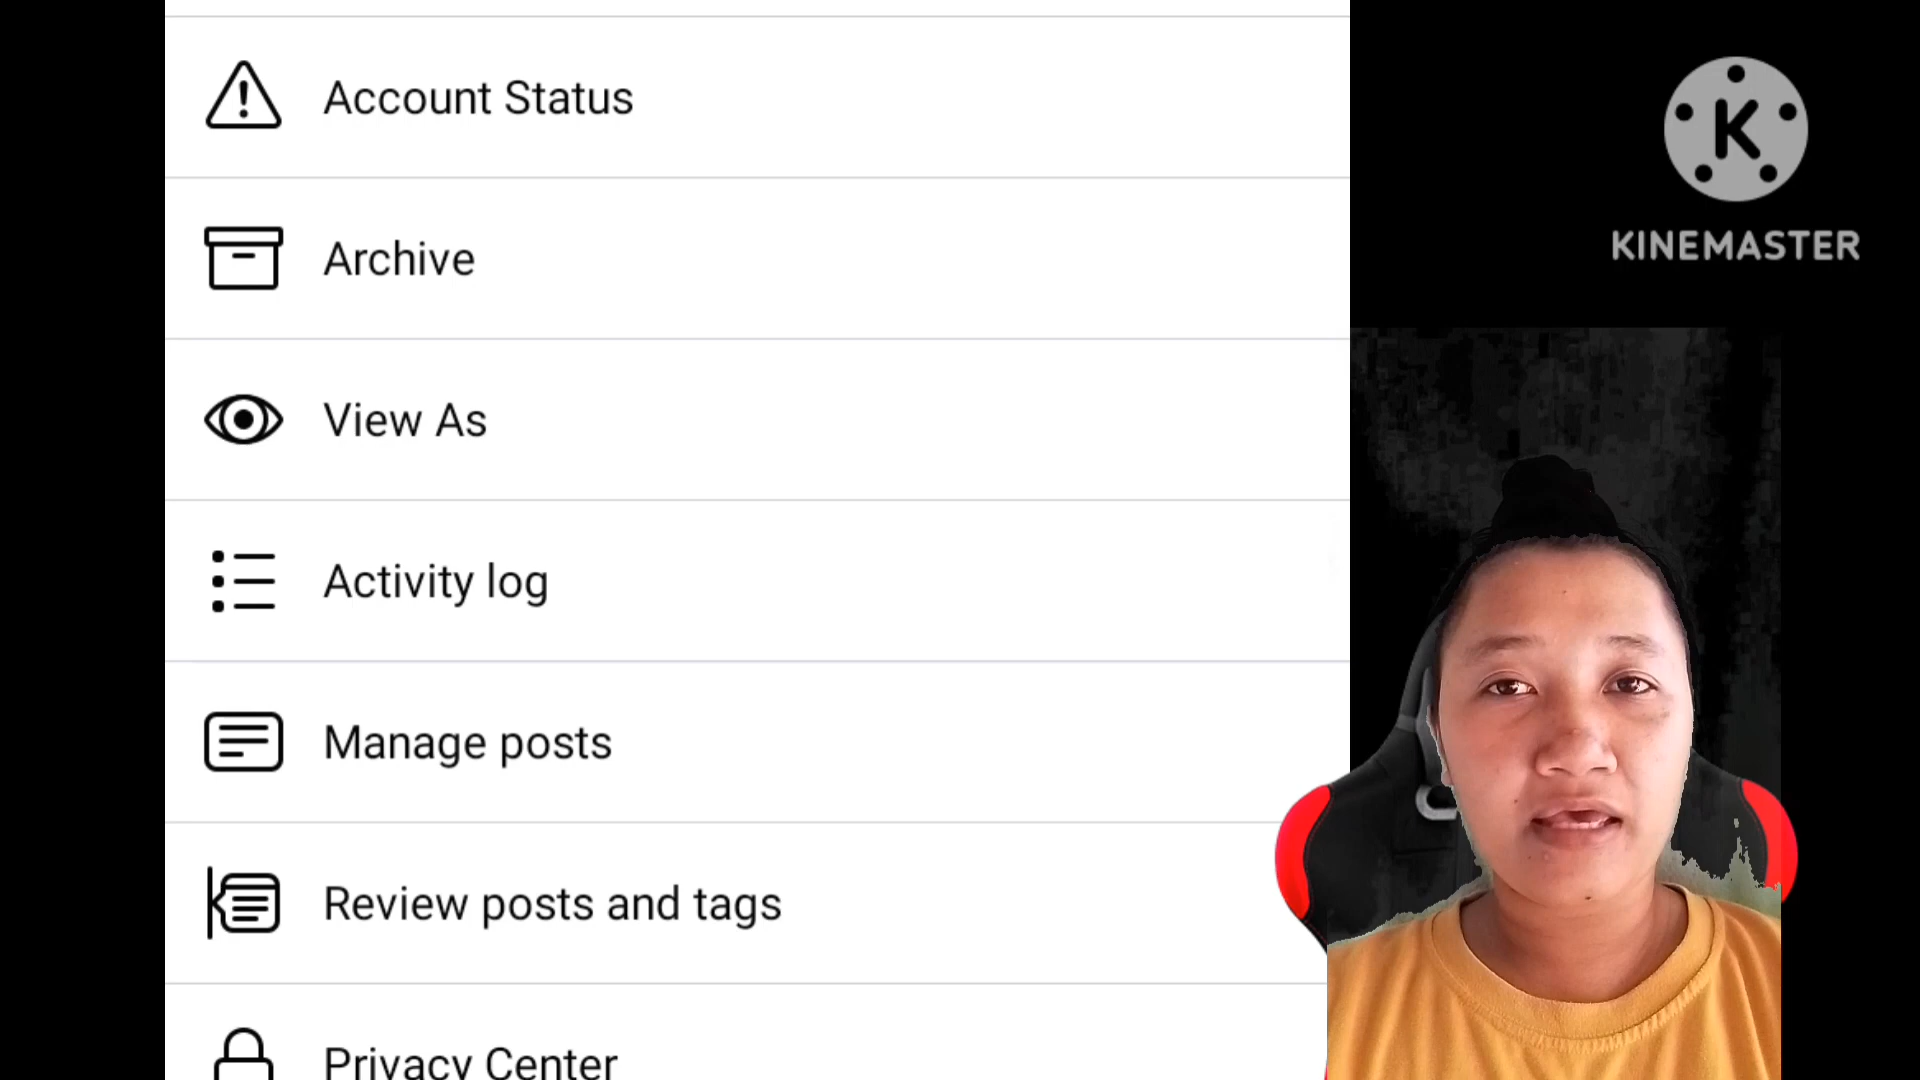 Account Status
Archive
View As
Activity log
Manage posts
Review posts and tags
Privacy Center
K
KINEMASTER